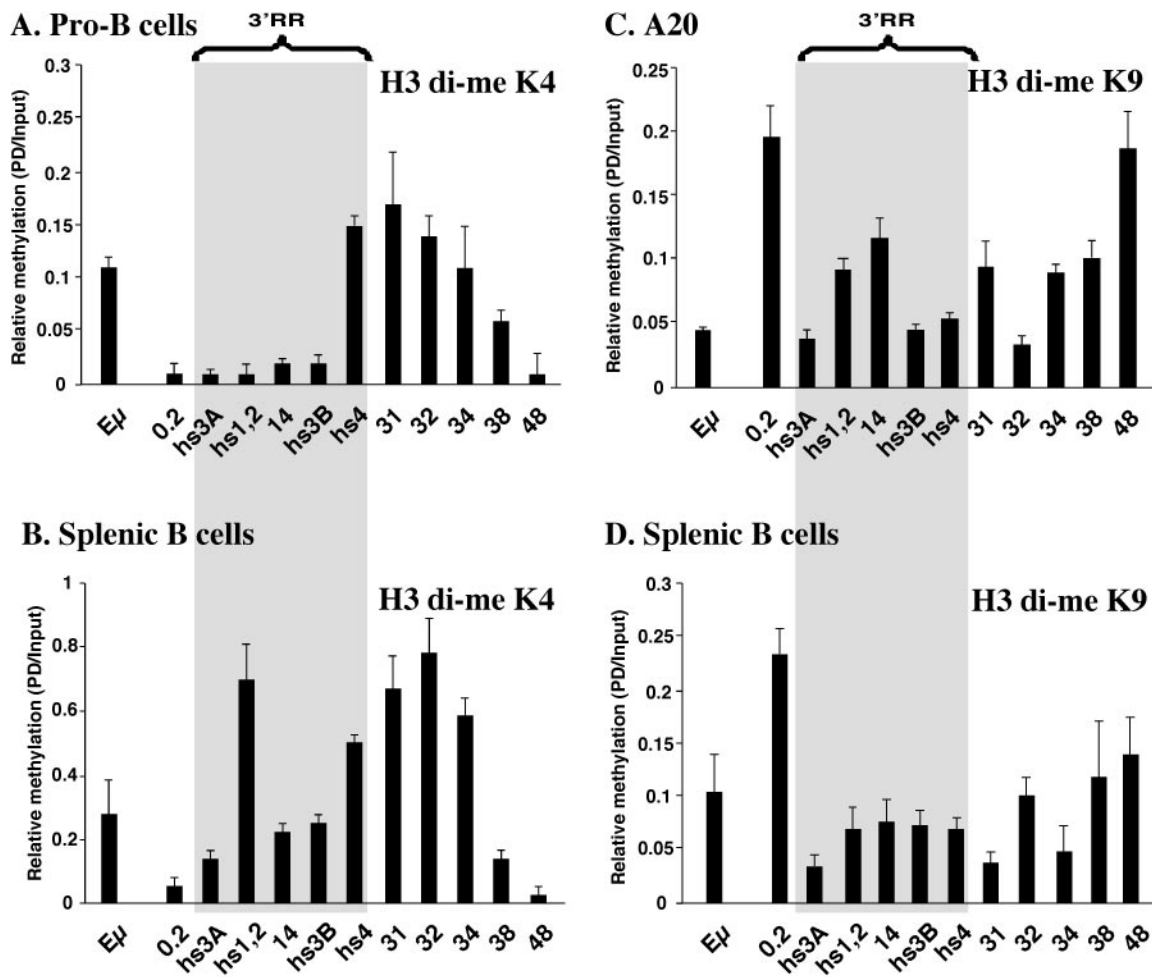 A. Pro-B cells
3'RR
H3 di-me K4
Relative methylation (PD/Input)
0.3
0.25
0.2
0.15
0.1
0.05
0
Eμ 0.2 hs3A hs1,2 14 hs3B hs4 31 32 34 38 48
C. A20
3'RR
H3 di-me K9
Relative methylation (PD/Input)
0.25
0.2
0.15
0.1
0.05
0
Eμ 0.2 hs3A hs1,2 14 hs3B hs4 31 32 34 38 48
B. Splenic B cells
H3 di-me K4
Relative methylation (PD/Input)
1
0.8
0.6
0.4
0.2
0
Eμ 0.2 hs3A hs1,2 14 hs3B hs4 31 32 34 38 48
D. Splenic B cells
H3 di-me K9
Relative methylation (PD/Input)
0.3
0.25
0.2
0.15
0.1
0.05
0
Eμ 0.2 hs3A hs1,2 14 hs3B hs4 31 32 34 38 48